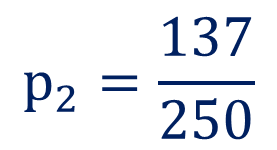 p₂ = 137/250